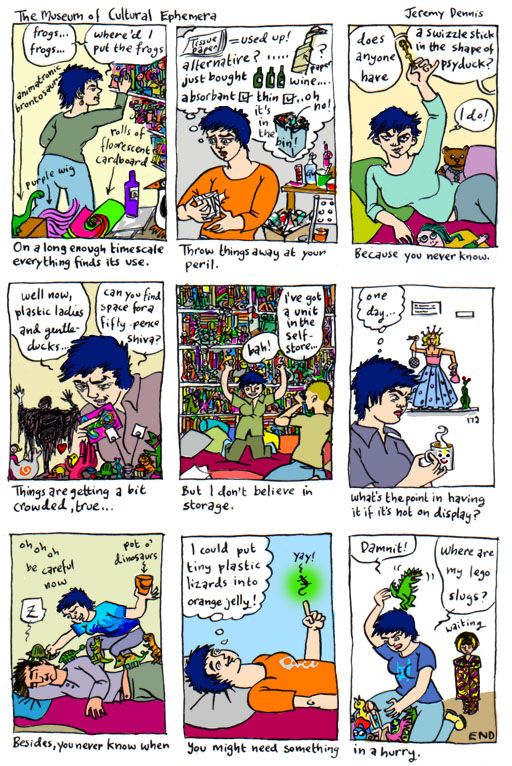 The Museum of Cultural Ephemera
Jeremy Dennis
frogs...
frogs...
where'd I
put the frogs
animatronic
brontosaurus
rolls of
fluorescent
cardboard
purple wig
On a long enough timescale
everything finds its use.
Tissue
paper
= used up!
alternative? .....
? paper
just bought
wine...
absorbant ☑ thin ☑..oh
no!
it's
in
the
bin!
Throw things away at your
peril.
does
anyone
have
a swizzle stick
in the shape of
psyduck?
I do!
Because you never know.
well now,
plastic ladies
and gentle-
ducks...
can you find
space for a
fifty-pence
Shiva?
Things are getting a bit
crowded, true...
bah!
I've got
a unit
in the
self-
store...
But I don't believe in
storage.
one
day...
172
What's the point in having
it if it's not on display?
oh oh oh
be careful
now
pot o'
dinosaurs
Z
Besides, you never know when
I could put
tiny plastic
lizards into
orange jelly!
yay!
You might need something
Damnit!
Where are
my lego
slugs?
waiting
END
in a hurry.